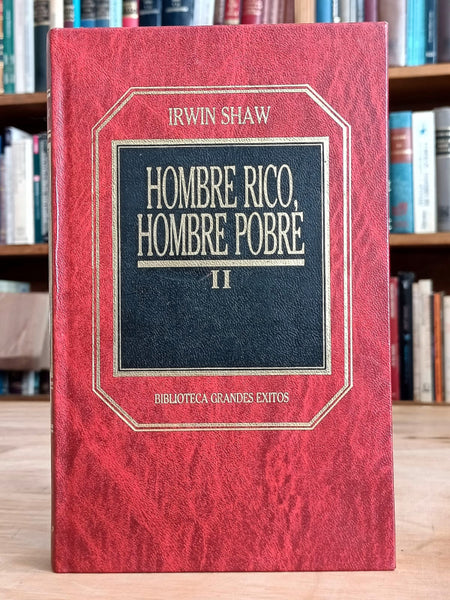 IRWIN SHAW
HOMBRE RICO,
HOMBRE POBRE
II
BIBLIOTECA GRANDES EXITOS